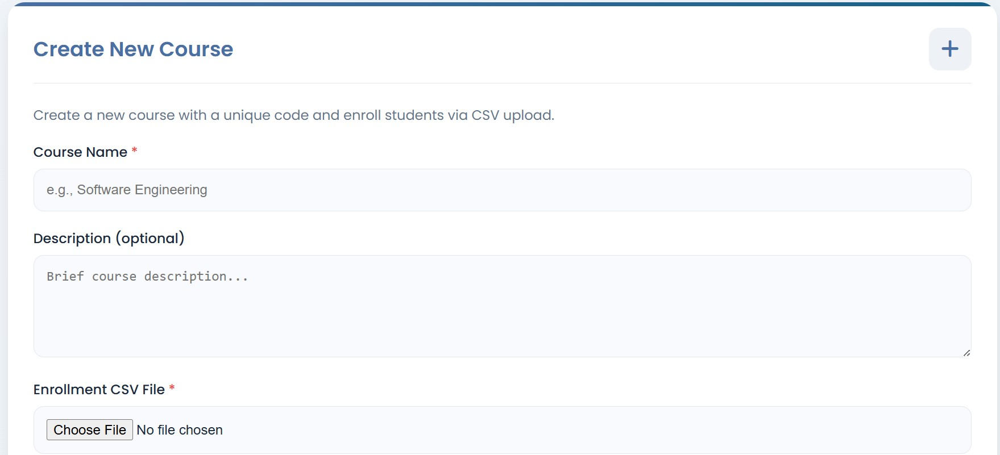 Create New Course
Create a new course with a unique code and enroll students via CSV upload.
Course Name *
e.g., Software Engineering
Description (optional)
Brief course description...
Enrollment CSV File *
Choose File No file chosen